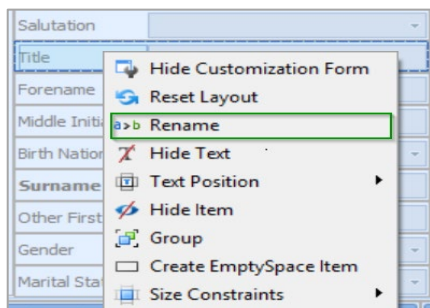 Salutation
Title
Hide Customization Form
Forename
Reset Layout
Middle Initi
a>b Rename
Birth Nation
Hide Text
Surname
Text Position
Other First
Hide Item
Gender
Group
Create EmptySpace Item
Marital Stat
Size Constraints